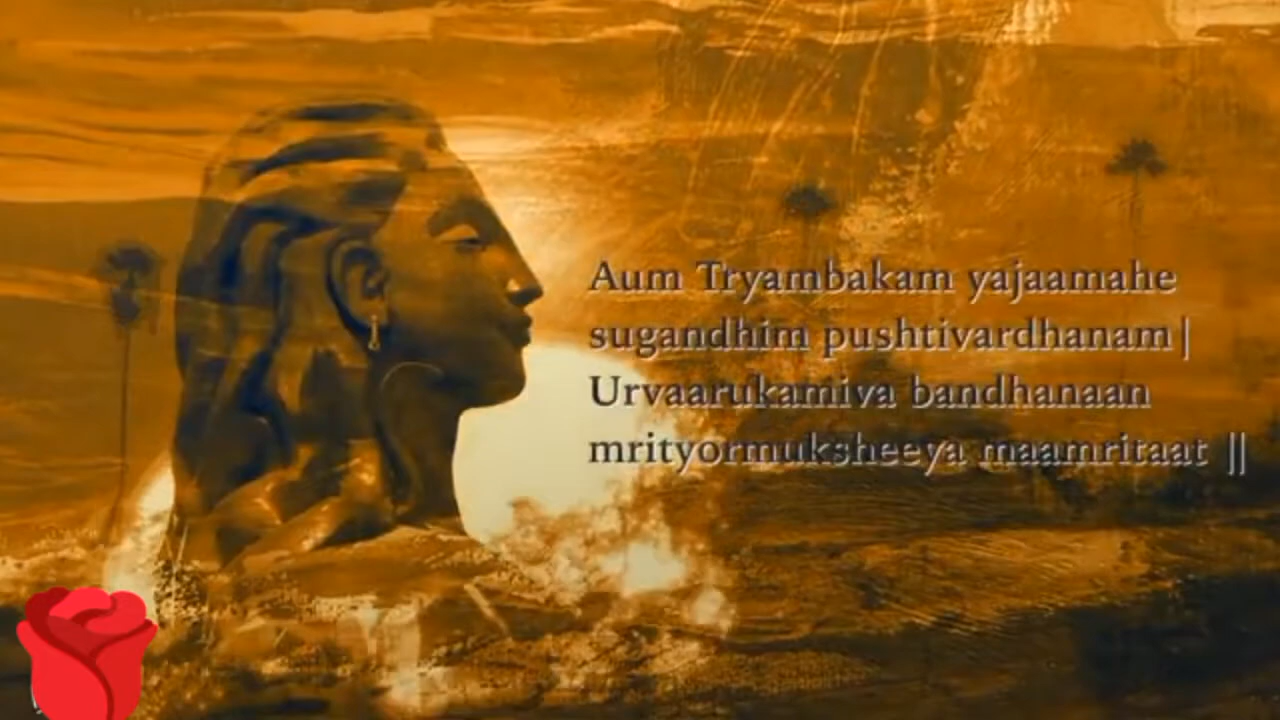 Aum Tryambakam yajaamahe
sugandhim pushtivardhanam|
Urvaarukamiva bandhanaan
mrityormuksheeya maamritaat ||